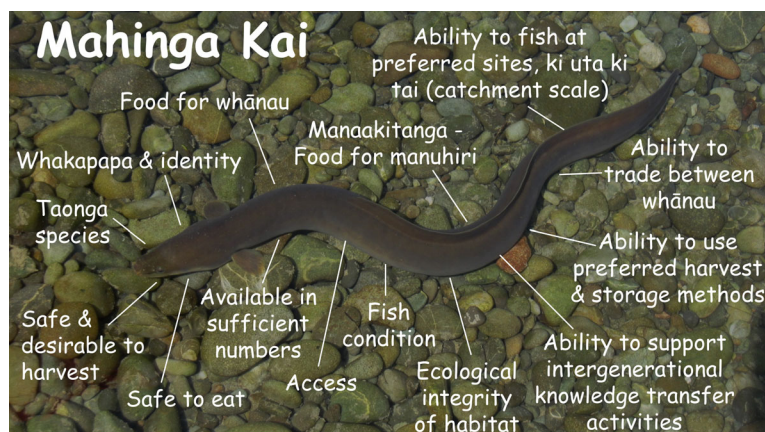 Mahinga Kai
Ability to fish at
preferred sites, ki uta ki
tai (catchment scale)
Food for whānau
Manaakitanga -
Food for manuhiri
Whakapapa & identity
Ability to
trade between
whānau
Taonga
species
Ability to use
preferred harvest
& storage methods
Safe &
desirable to
harvest
Available in
sufficient
numbers
Fish
condition
Ability to support
intergenerational
knowledge transfer
activities
Safe to eat
Access
Ecological
integrity
of habitat